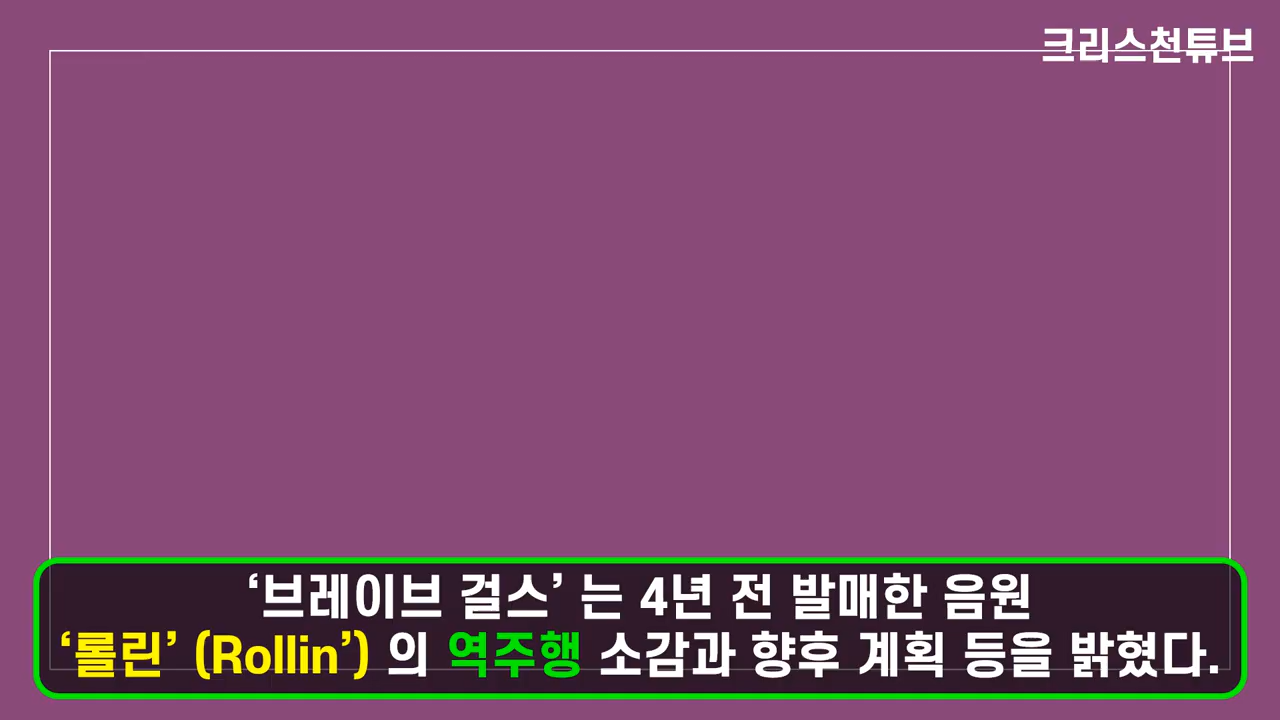 크리스천튜브
‘브레이브 걸스’ 는 4년 전 발매한 음원
‘롤린’ (Rollin’) 의 역주행 소감과 향후 계획 등을 밝혔다.